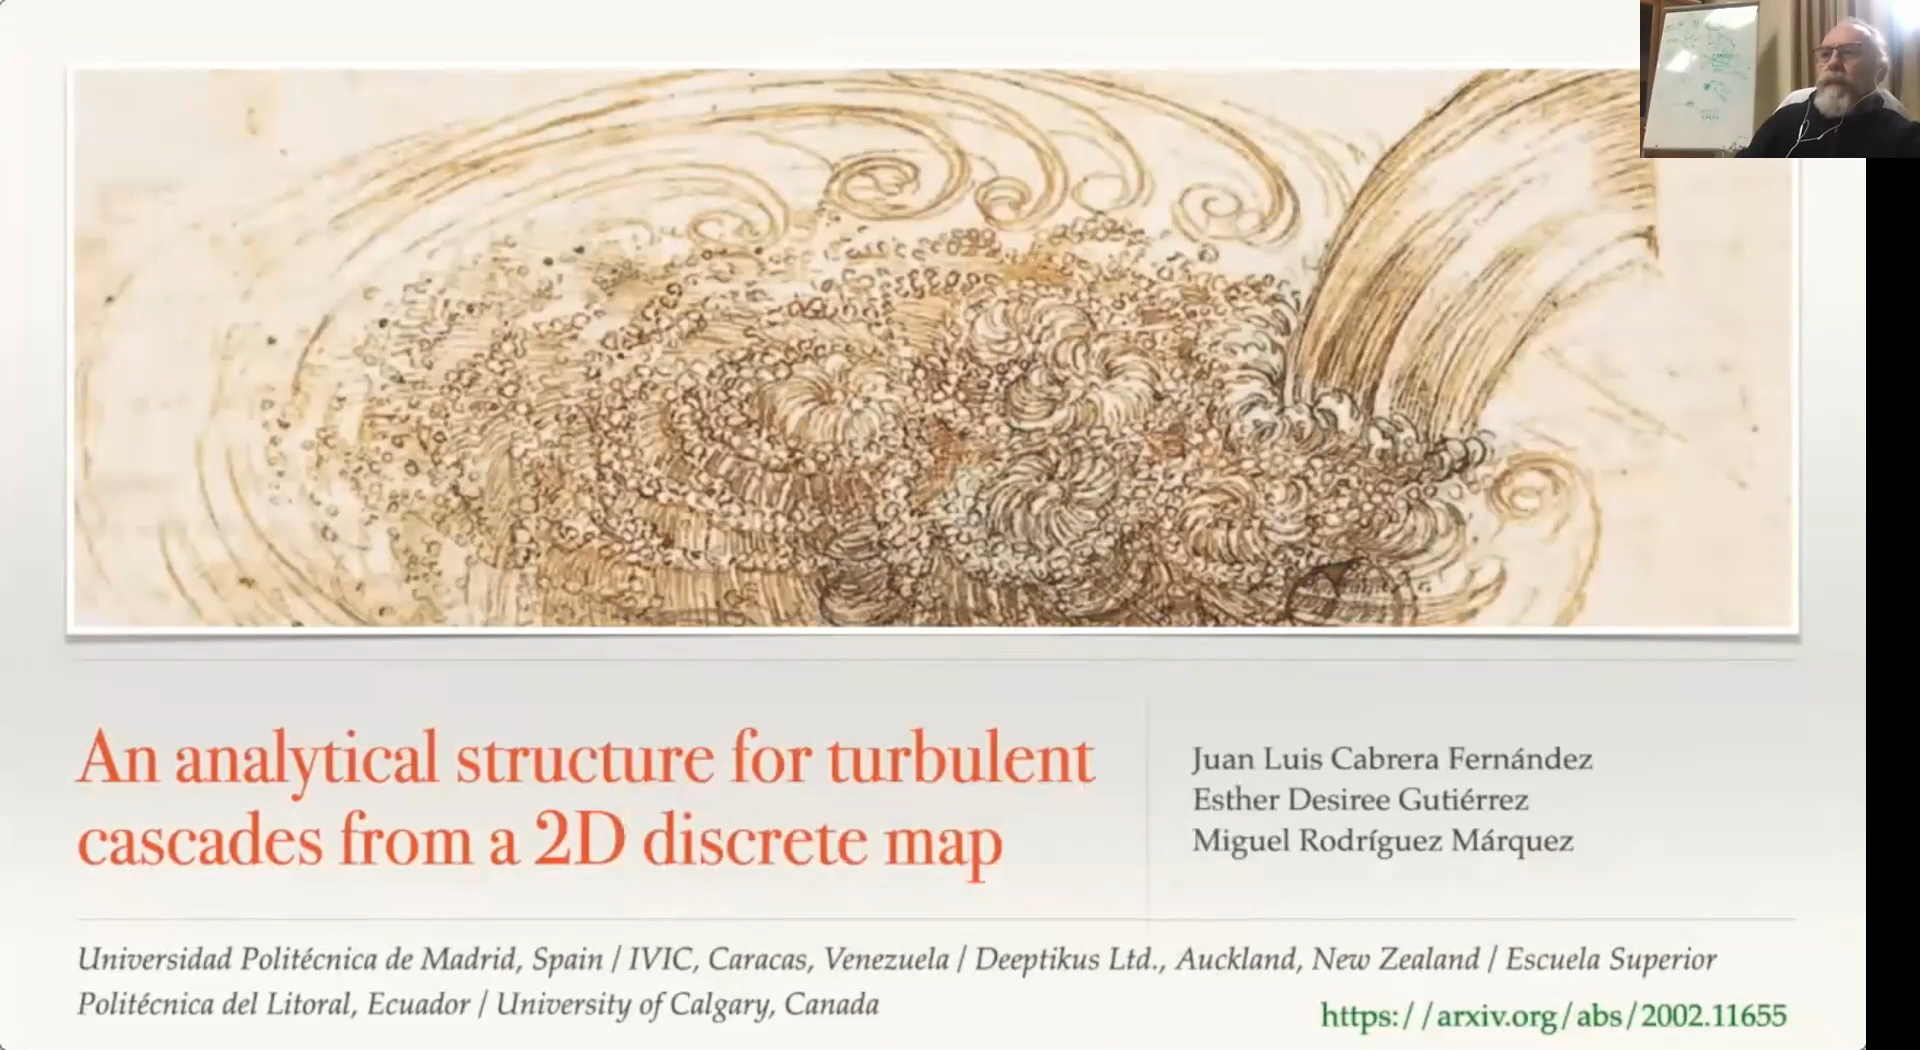 An analytical structure for turbulent
cascades from a 2D discrete map
Juan Luis Cabrera Fernández
Esther Desiree Gutiérrez
Miguel Rodríguez Márquez
Universidad Politécnica de Madrid, Spain / IVIC, Caracas, Venezuela / Deeptikus Ltd., Auckland, New Zealand / Escuela Superior
Politécnica del Litoral, Ecuador / University of Calgary, Canada
https://arxiv.org/abs/2002.11655